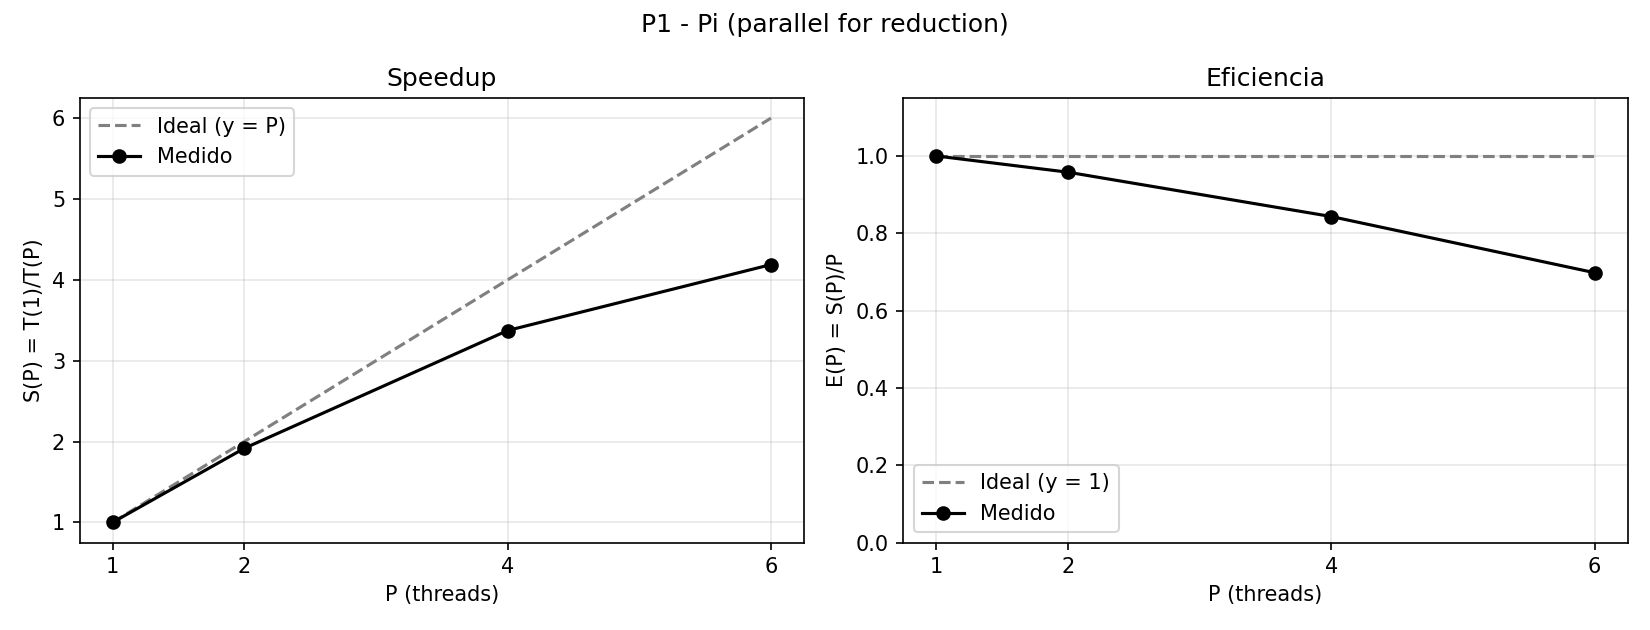 P1 - Pi (parallel for reduction)
Speedup
S(P) = T(1)/T(P)
6
5
4
3
2
1
Ideal (y = P)
Medido
1 2 4 6
P (threads)
Eficiencia
E(P) = S(P)/P
1.0
0.8
0.6
0.4
0.2
0.0
Ideal (y = 1)
Medido
1 2 4 6
P (threads)